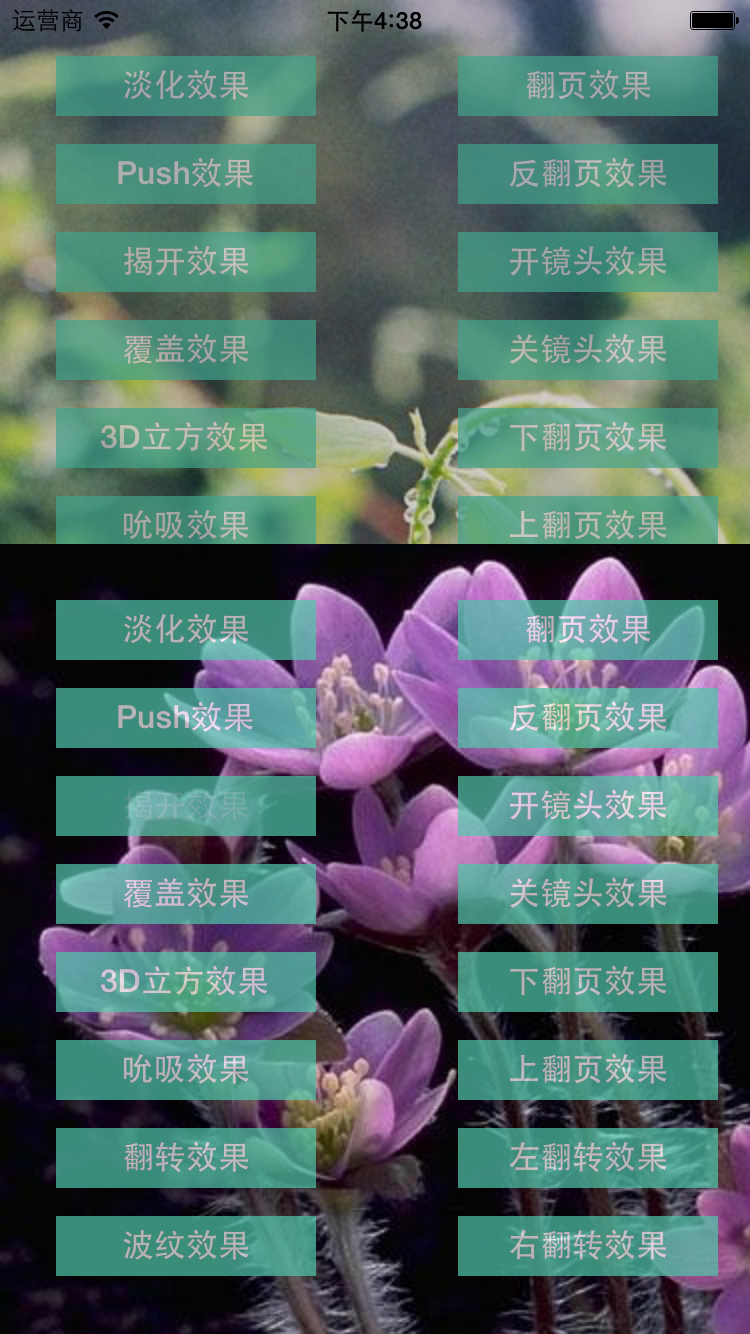 运营商 下午4:38
淡化效果 翻页效果
Push效果 反翻页效果
揭开效果 开镜头效果
覆盖效果 关镜头效果
3D立方效果 下翻页效果
吮吸效果 上翻页效果
淡化效果 翻页效果
Push效果 反翻页效果
揭开效果 开镜头效果
覆盖效果 关镜头效果
3D立方效果 下翻页效果
吮吸效果 上翻页效果
翻转效果 左翻转效果
波纹效果 右翻转效果